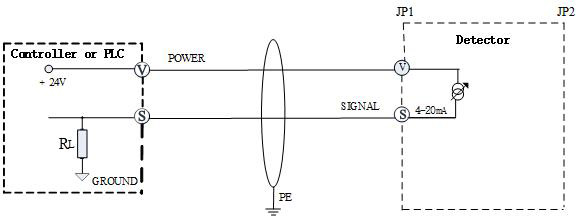 JP1
JP2
Controller or PLC
Detector
POWER
V
V
+ 24V
SIGNAL
4-20mA
S
S
RL
GROUND
PE